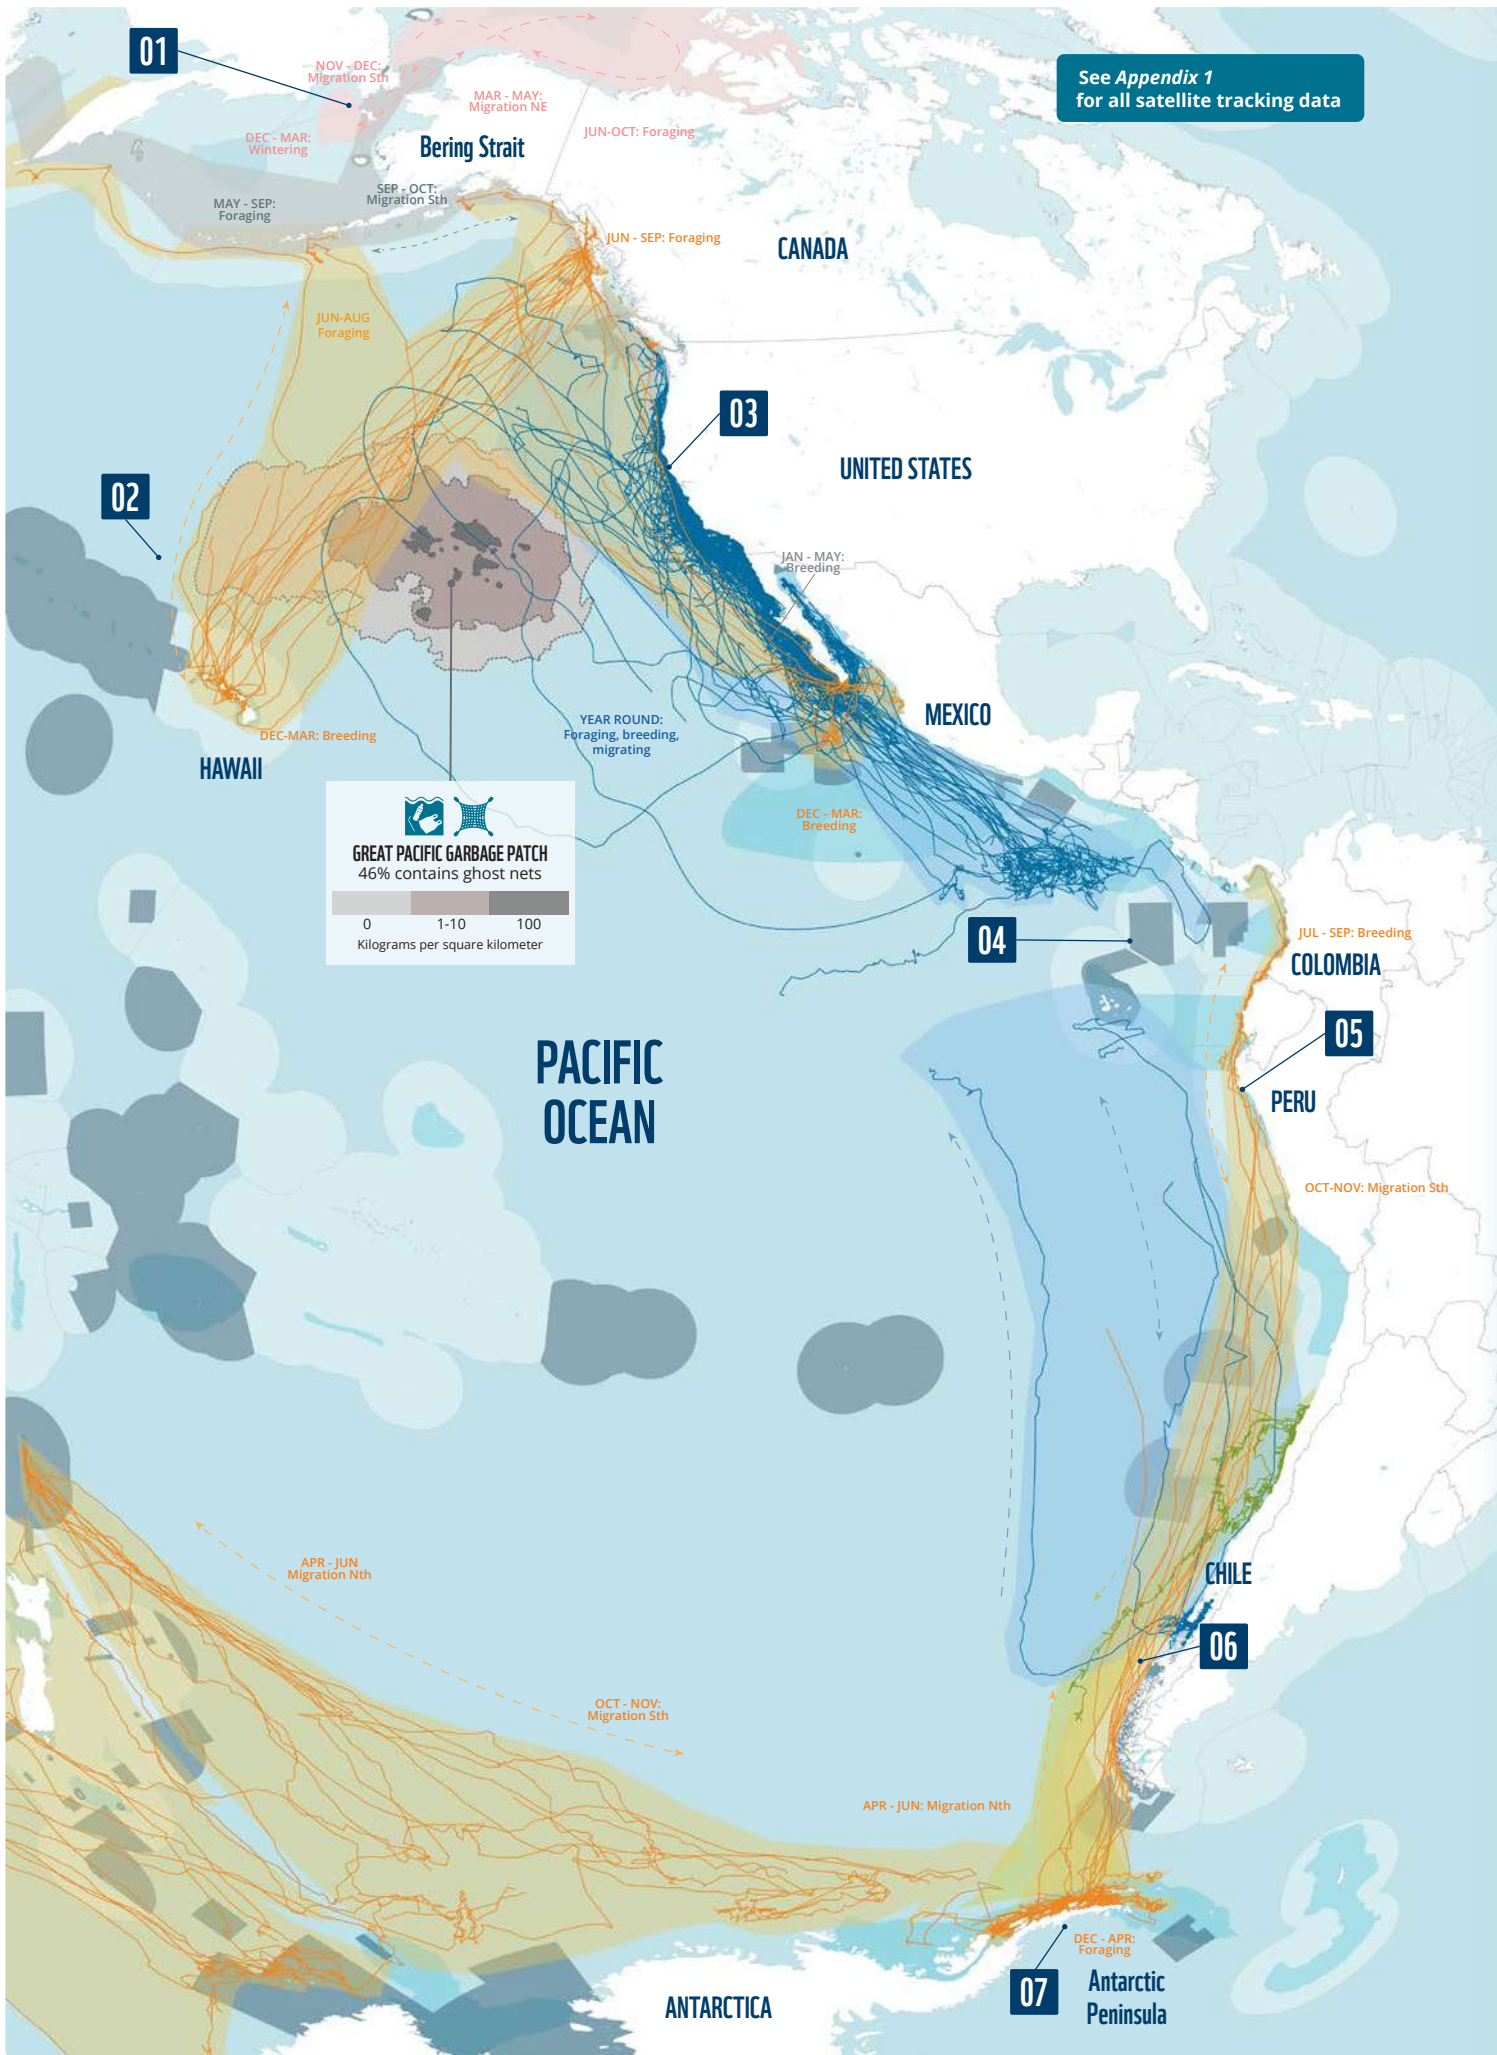 01
NOV - DEC:
Migration Sth
MAR - MAY:
Migration NE
See Appendix 1
for all satellite tracking data
DEC - MAR:
Wintering
Bering Strait
JUN-OCT: Foraging
MAY - SEP:
Foraging
SEP - OCT:
Migration Sth
JUN - SEP: Foraging
CANADA
JUN-AUG
Foraging
03
02
UNITED STATES
JAN - MAY:
Breeding
MEXICO
YEAR ROUND:
Foraging, breeding,
migrating
DEC-MAR: Breeding
HAWAII
DEC - MAR:
Breeding
GREAT PACIFIC GARBAGE PATCH
46% contains ghost nets
0 1-10 100
Kilograms per square kilometer
04
JUL - SEP: Breeding
COLOMBIA
05
PACIFIC
OCEAN
PERU
OCT-NOV: Migration Sth
APR - JUN
Migration Nth
CHILE
06
OCT - NOV:
Migration Sth
APR - JUN: Migration Nth
DEC - APR:
Foraging
07
Antarctic
Peninsula
ANTARCTICA